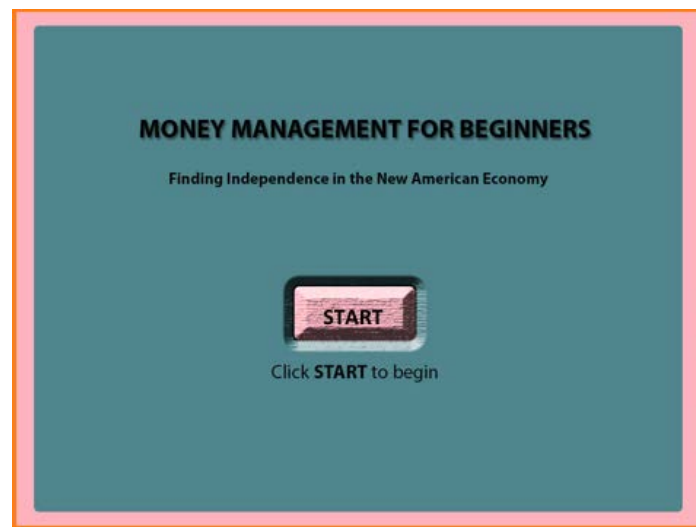 MONEY MANAGEMENT FOR BEGINNERS
Finding Independence in the New American Economy
START
Click START to begin